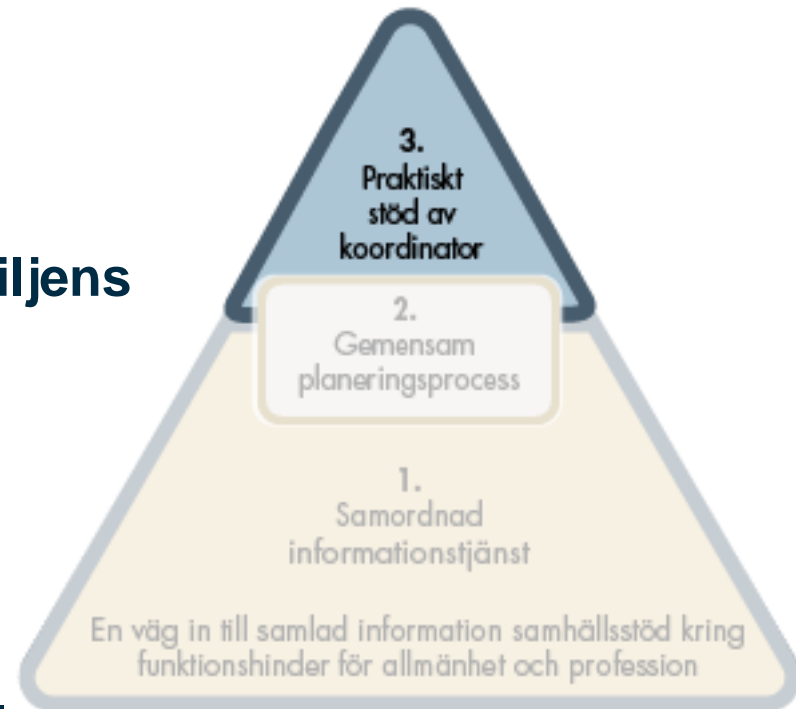 3.
Praktiskt
stöd av
koordinator
iljens
2.
Gemensam
planeringsprocess
1.
Samordnad
informationstjänst
En väg in till samlad information samhällsstöd kring
funktionshinder för allmänhet och profession